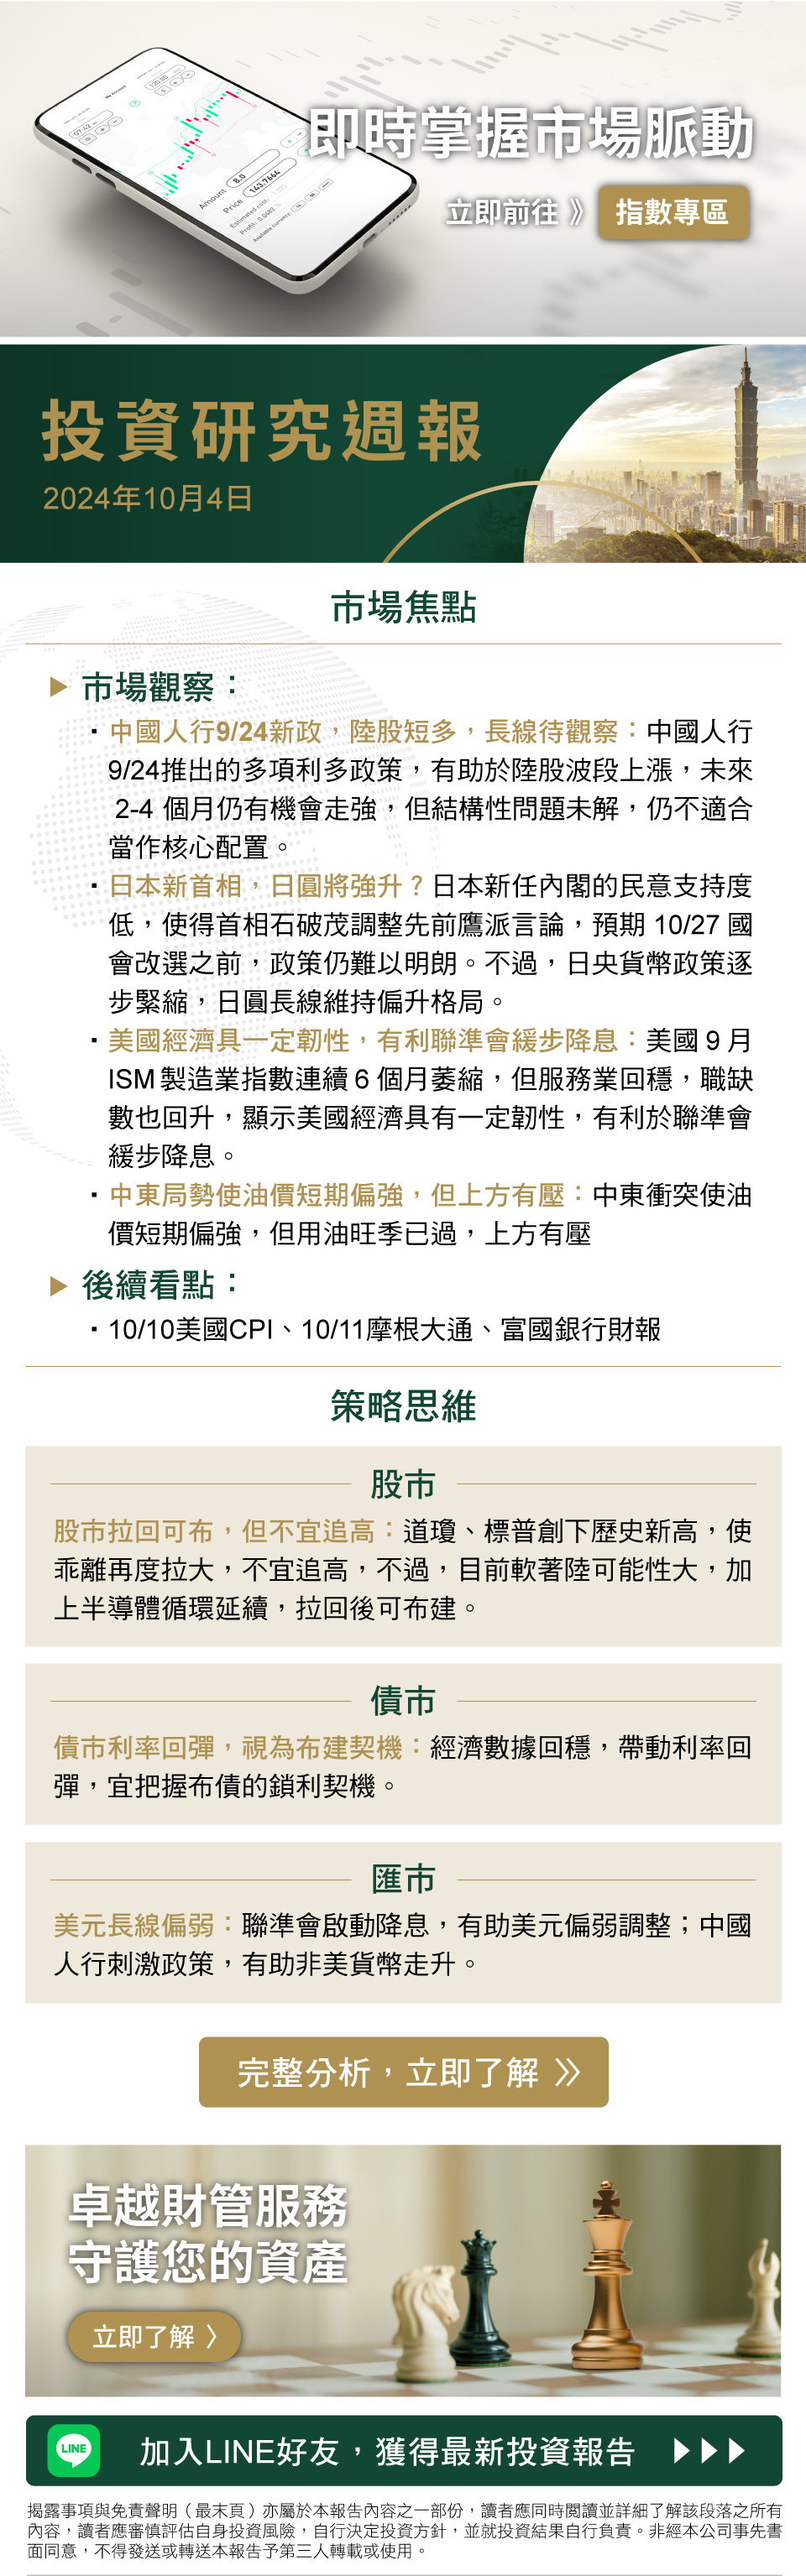 My Account
07.42
120.00
Amount 8.0
Price 143.7664
Estimated cost:
Profit:
Available currency:
即時掌握市場脈動
立即前往 》 指數專區
投資研究週報
2024年10月4日
市場焦點
▶ 市場觀察：
▪ 中國人行9/24新政，陸股短多，長線待觀察：中國人行
9/24推出的多項利多政策，有助於陸股波段上漲，未來
2-4 個月仍有機會走強，但結構性問題未解，仍不適合
當作核心配置。
▪ 日本新首相，日圓將強升？日本新任內閣的民意支持度
低，使得首相石破茂調整先前鷹派言論，預期 10/27 國
會改選之前，政策仍難以明朗。不過，日央貨幣政策逐
步緊縮，日圓長線維持偏升格局。
▪ 美國經濟具一定韌性，有利聯準會緩步降息：美國 9 月
ISM 製造業指數連續 6 個月萎縮，但服務業回穩，職缺
數也回升，顯示美國經濟具有一定韌性，有利於聯準會
緩步降息。
▪ 中東局勢使油價短期偏強，但上方有壓：中東衝突使油
價短期偏強，但用油旺季已過，上方有壓
▶ 後續看點：
▪ 10/10美國CPI、10/11摩根大通、富國銀行財報
策略思維
股市
股市拉回可布，但不宜追高：道瓊、標普創下歷史新高，使
乖離再度拉大，不宜追高，不過，目前軟著陸可能性大，加
上半導體循環延續，拉回後可布建。
債市
債市利率回彈，視為布建契機：經濟數據回穩，帶動利率回
彈，宜把握布債的鎖利契機。
匯市
美元長線偏弱：聯準會啟動降息，有助美元偏弱調整；中國
人行刺激政策，有助非美貨幣走升。
完整分析，立即了解 》
卓越財管服務
守護您的資產
立即了解 〉
LINE 加入LINE好友，獲得最新投資報告 ▶▶▶
揭露事項與免責聲明（最末頁）亦屬於本報告內容之一部份，讀者應同時閱讀並詳細了解該段落之所有
內容，讀者應審慎評估自身投資風險，自行決定投資方針，並就投資結果自行負責。非經本公司事先書
面同意，不得發送或轉送本報告予第三人轉載或使用。